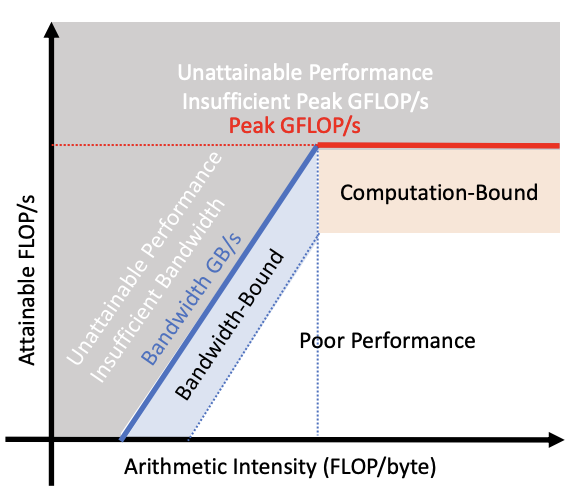 Unattainable Performance
Insufficient Peak GFLOP/s
Peak GFLOP/s
Unattainable Performance
Insufficient Bandwidth
Bandwidth GB/s
Bandwidth-Bound
Computation-Bound
Poor Performance
Attainable FLOP/s
Arithmetic Intensity (FLOP/byte)